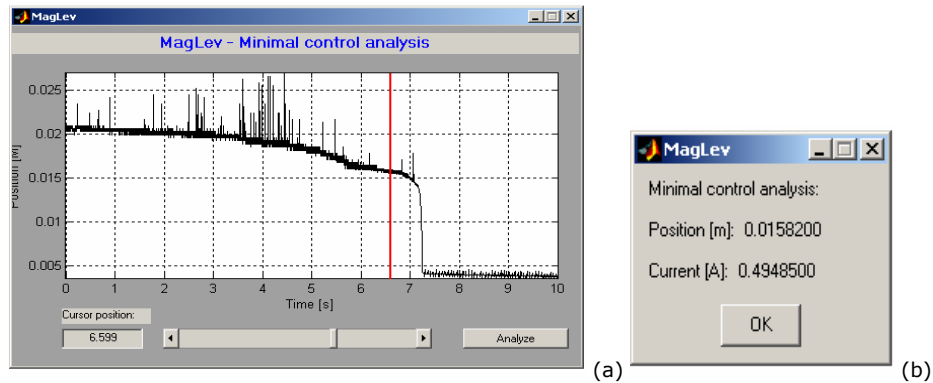 MagLev
MagLev - Minimal control analysis
0.025
0.02
0.015
0.01
0.005
Position [m]
0 1 2 3 4 5 6 7 8 9 10
Time [s]
Cursor position:
6.599
Analyze
(a)
MagLev
Minimal control analysis:
Position [m]: 0.0158200
Current [A]: 0.4948500
OK
(b)